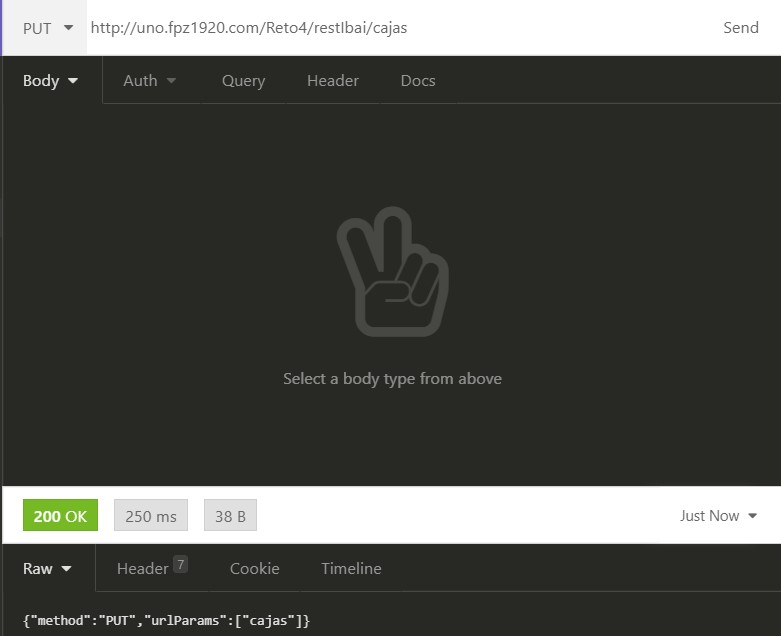 PUT http://uno.fpz1920.com/Reto4/restIbai/cajas Send
Body Auth Query Header Docs
Select a body type from above
200 OK 250 ms 38 B Just Now
Raw Header 7 Cookie Timeline
{"method":"PUT","urlParams":["cajas"]}